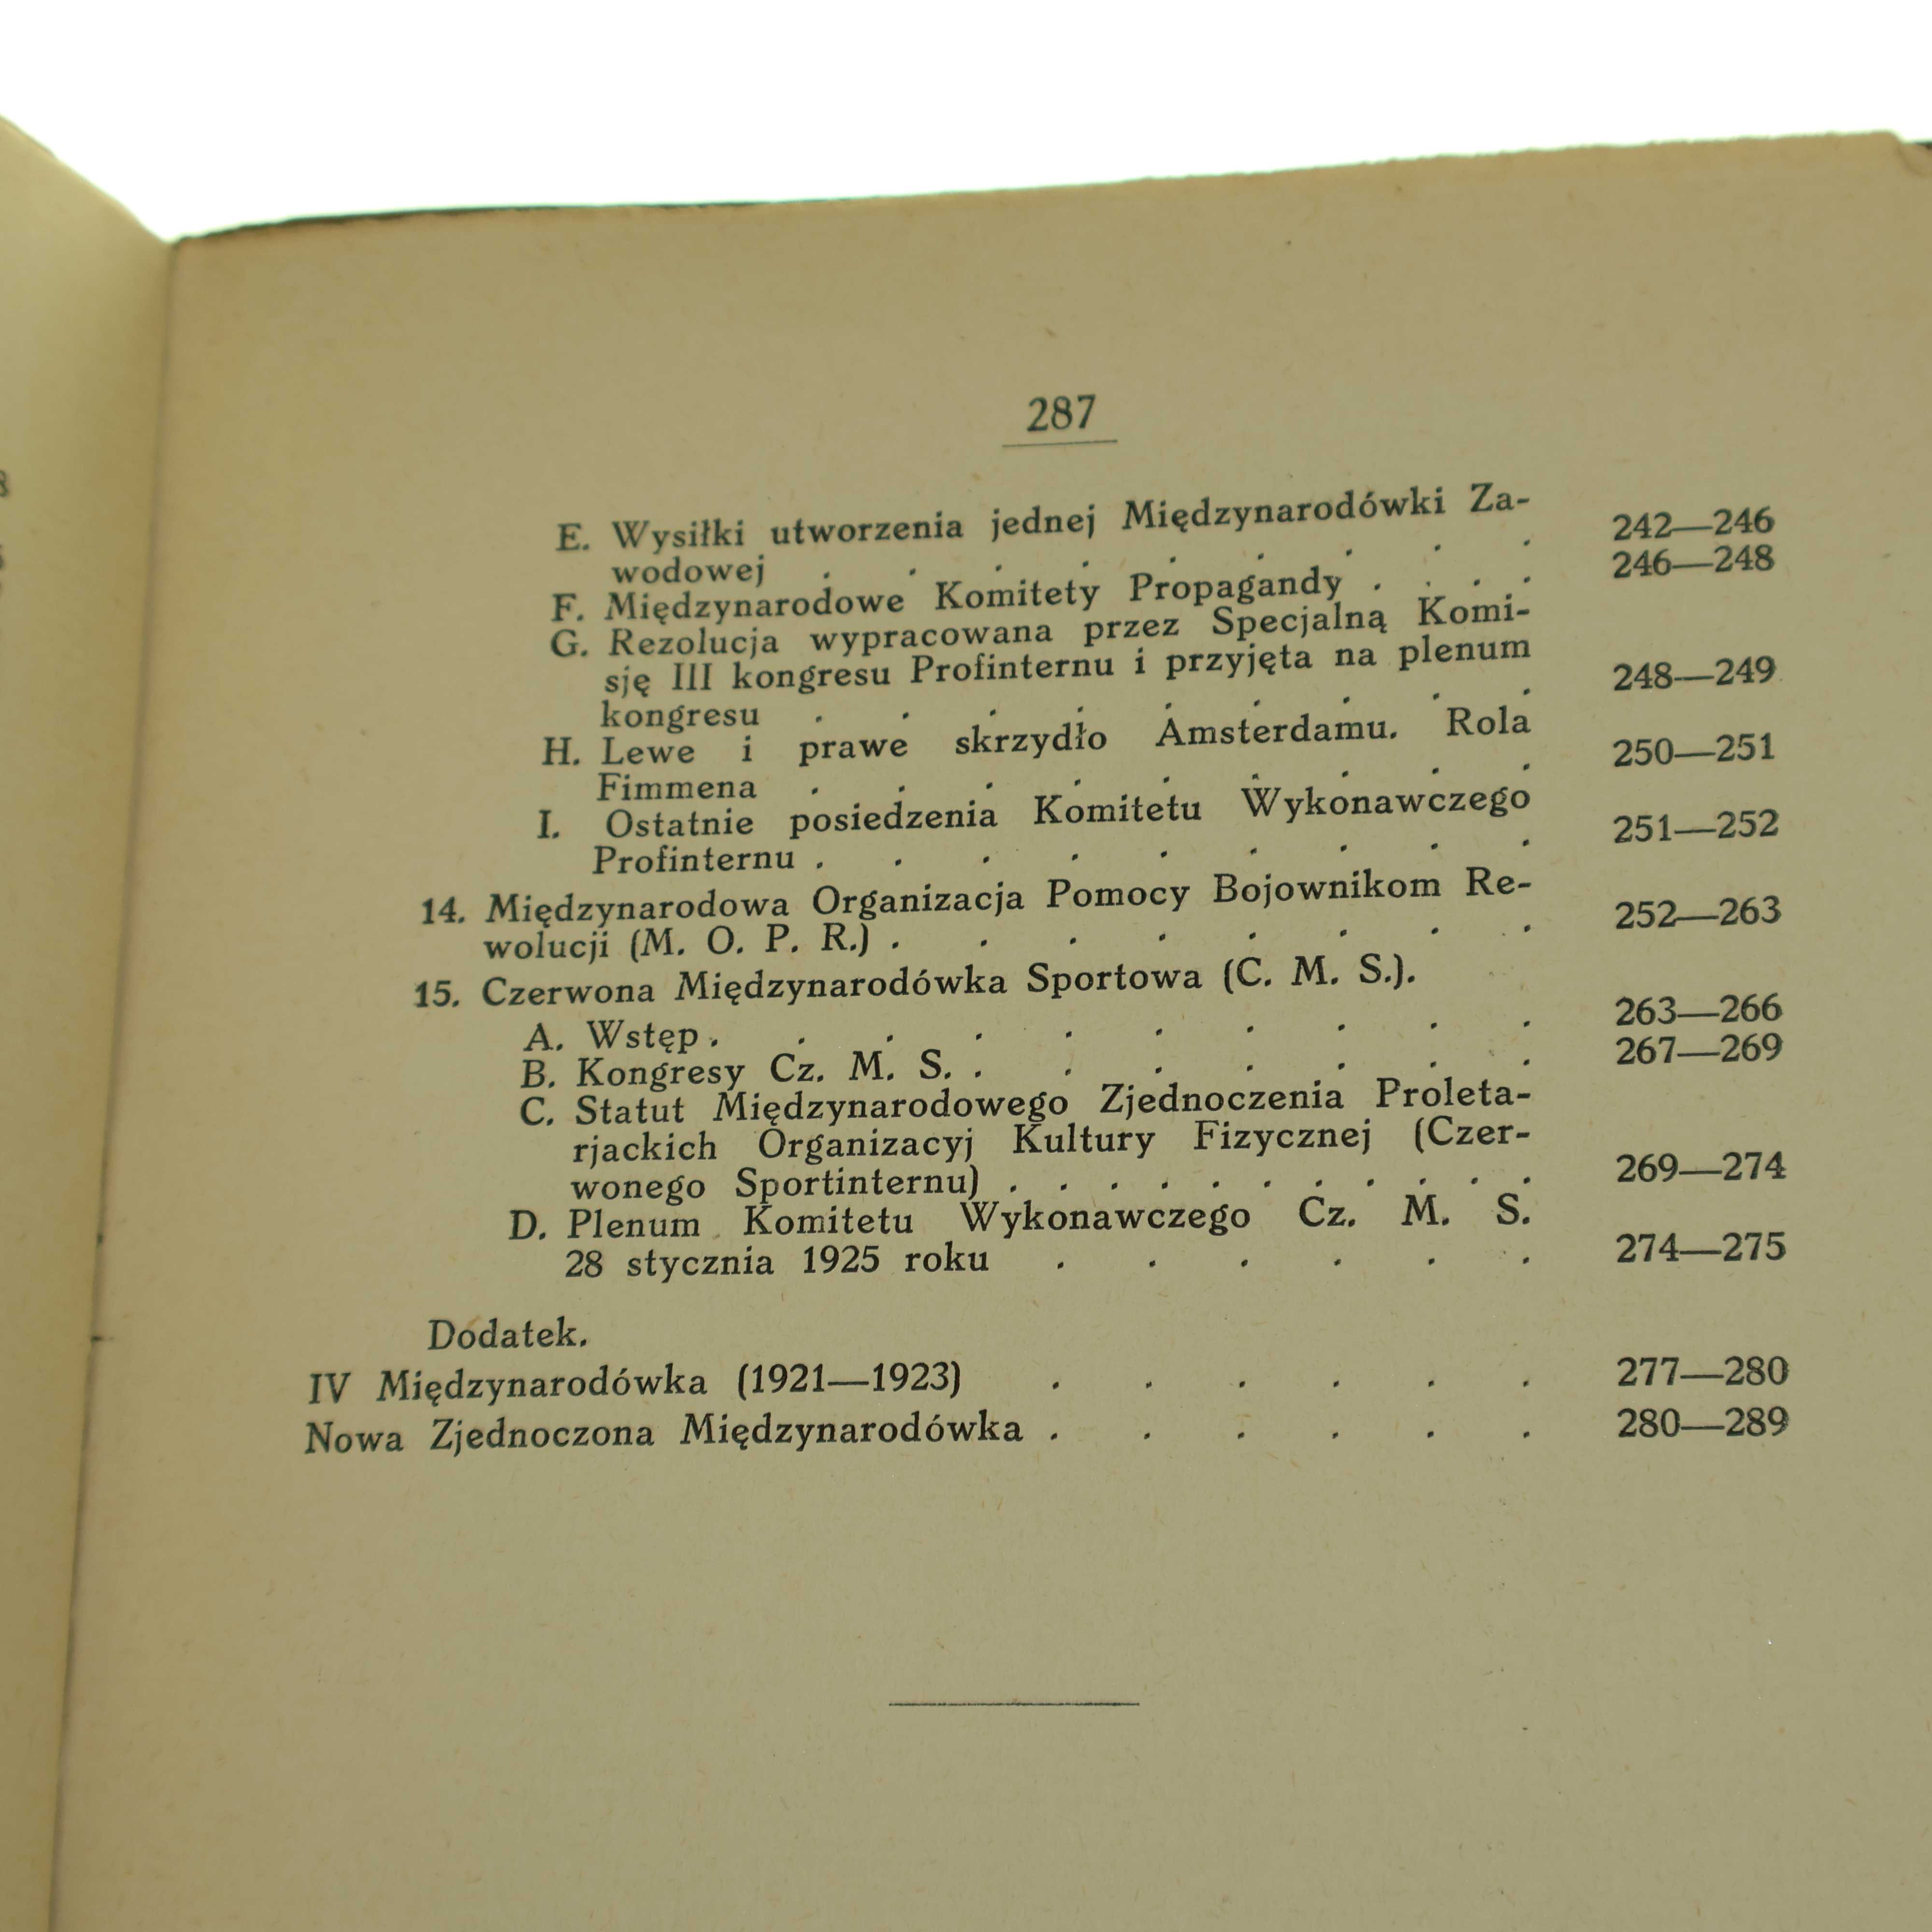 287
E. Wysiłki utworzenia jednej Międzynarodówki Za-
wodowej . . . . . . . . . 242—246
F. Międzynarodowe Komitety Propagandy . . . . 246—248
G. Rezolucja wypracowana przez Specjalną Komi-
sję III kongresu Profinternu i przyjęta na plenum
kongresu . . . . . . . . . 248—249
H. Lewe i prawe skrzydło Amsterdamu. Rola
Fimmena . . . . . . . . . 250—251
I. Ostatnie posiedzenia Komitetu Wykonawczego
Profinternu . . . . . . . . . 251—252
14. Międzynarodowa Organizacja Pomocy Bojownikom Re-
wolucji (M. O. P. R.) . . . . . . . . 252—263
15. Czerwona Międzynarodówka Sportowa (C. M. S.).
A. Wstęp . . . . . . . . . . 263—266
B. Kongresy Cz. M. S. . . . . . . . 267—269
C. Statut Międzynarodowego Zjednoczenia Proleta-
rjackich Organizacyj Kultury Fizycznej (Czer-
wonego Sportinternu) . . . . . . . . . . . 269—274
D. Plenum Komitetu Wykonawczego Cz. M. S.
28 stycznia 1925 roku . . . . . . 274—275
Dodatek.
IV Międzynarodówka (1921—1923) . . . . . . 277—280
Nowa Zjednoczona Międzynarodówka . . . . . . 280—289